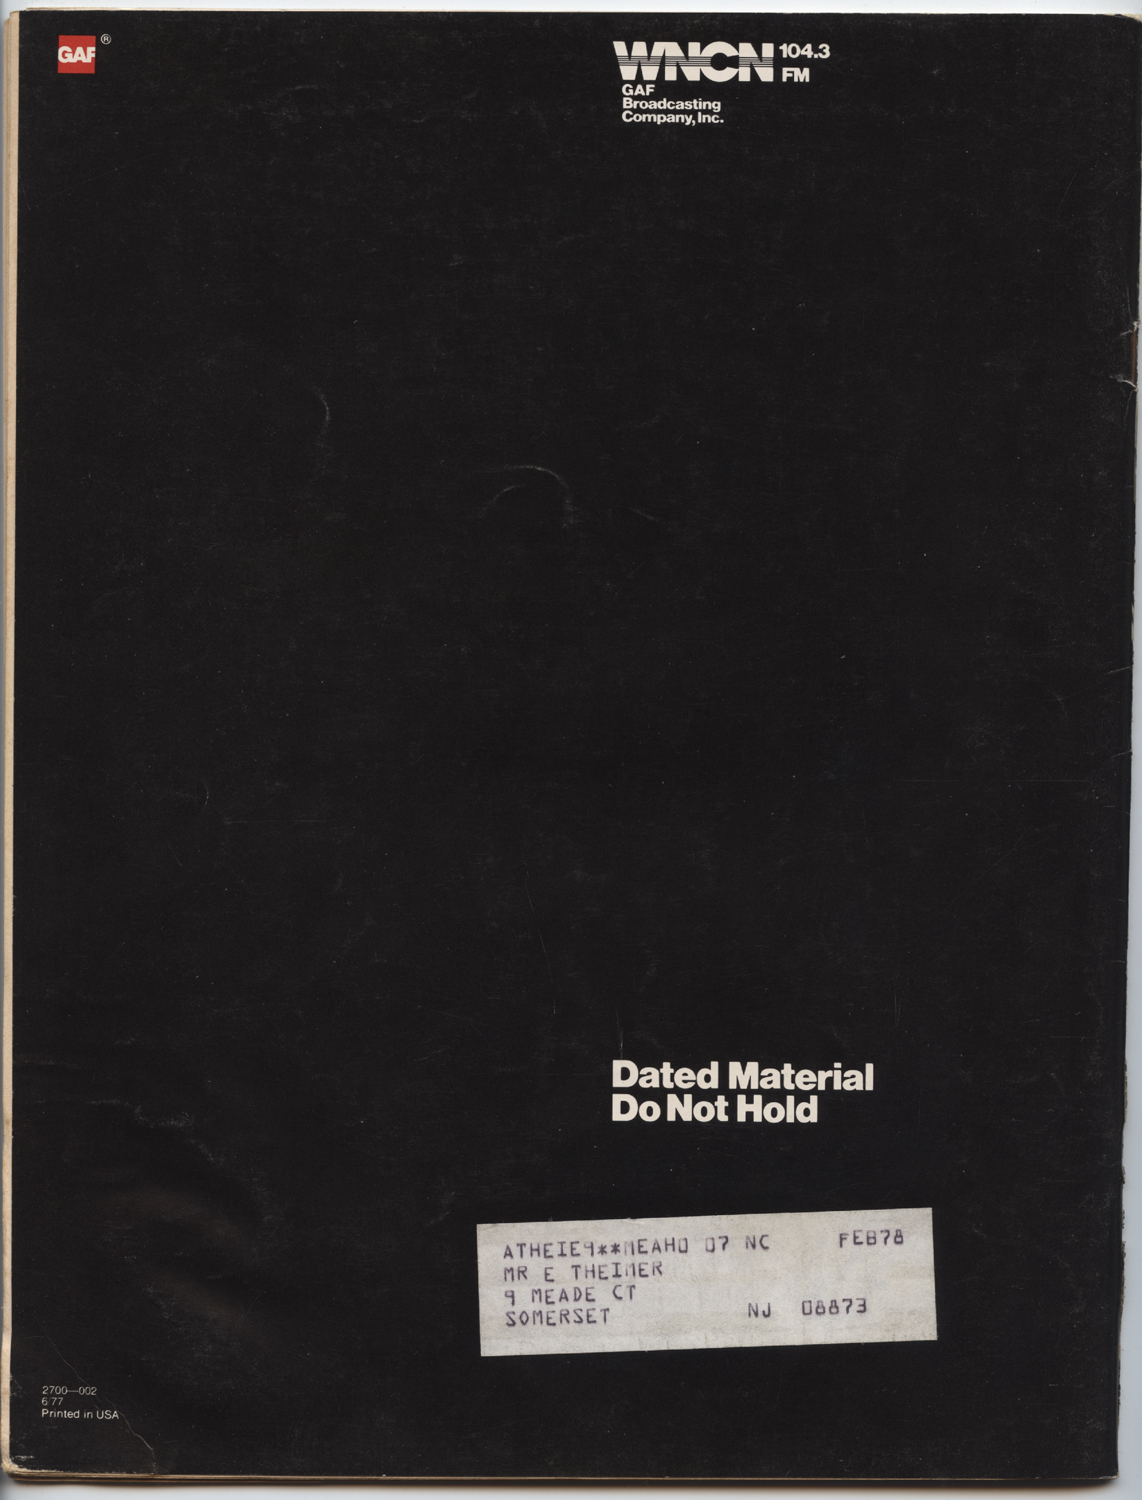 GAF®
WNCN 104.3
FM
GAF
Broadcasting
Company, Inc.
Dated Material
Do Not Hold
ATHEIE9**MEAHO 07 NC FEB78
MR E THEIMER
9 MEADE CT
SOMERSET NJ 08873
2700—002
6 77
Printed in USA